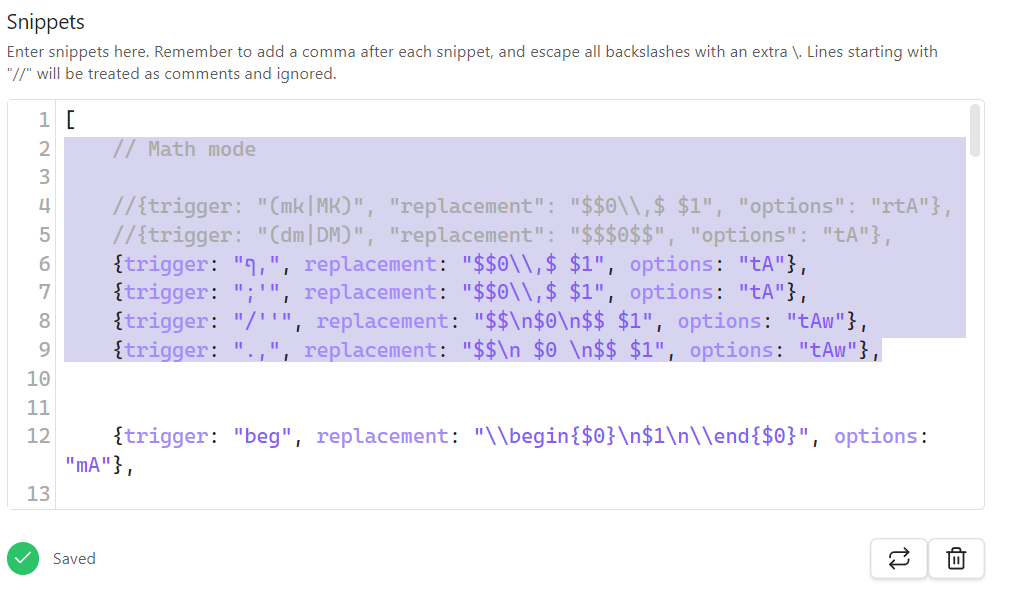 Snippets
Enter snippets here. Remember to add a comma after each snippet, and escape all backslashes with an extra \. Lines starting with
"//" will be treated as comments and ignored.
1 [
2 // Math mode
3
4 //{trigger: "(mk|MK)", "replacement": "$$0\\,$ $1", "options": "rtA"},
5 //{trigger: "(dm|DM)", "replacement": "$$$0$$", "options": "tA"},
6 {trigger: "ף,", replacement: "$$0\\,$ $1", options: "tA"},
7 {trigger: ";'", replacement: "$$0\\,$ $1", options: "tA"},
8 {trigger: "/''", replacement: "$$\n$0\n$$ $1", options: "tAw"},
9 {trigger: ".,", replacement: "$$\n $0 \n$$ $1", options: "tAw"},
10
11
12 {trigger: "beg", replacement: "\\begin{$0}\n$1\n\\end{$0}", options:
"mA"},
13
Saved